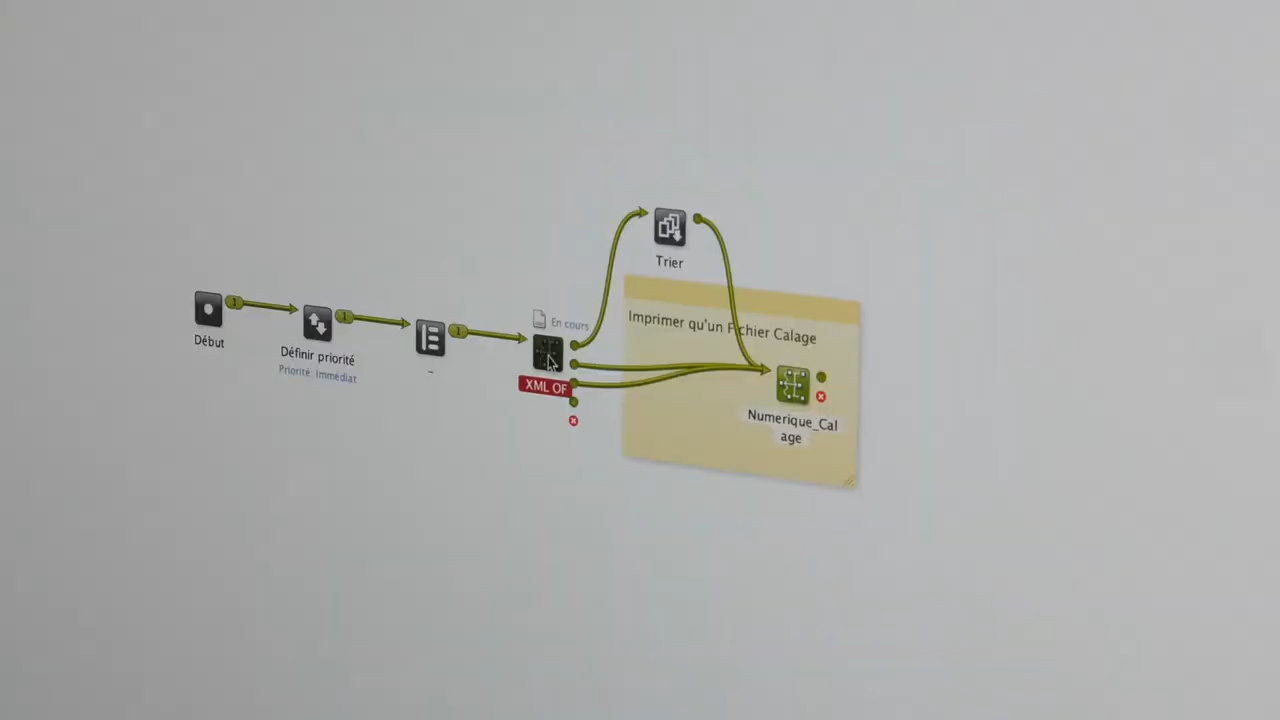 Trier
Imprimer qu'un Fichier Calage
1
1
1
En cours
Début
Définir priorité
Priorité: Immédiat
XML OF
Numerique_Cal
age